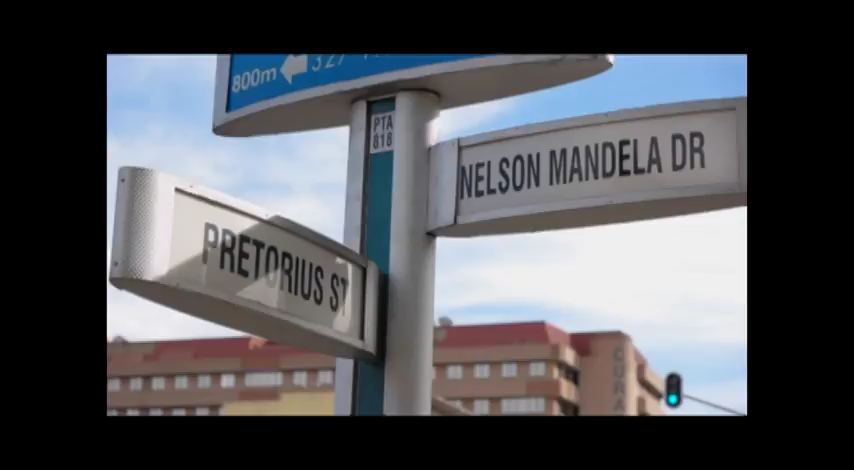 800m
327
PTA
818
NELSON MANDELA DR
PRETORIUS ST